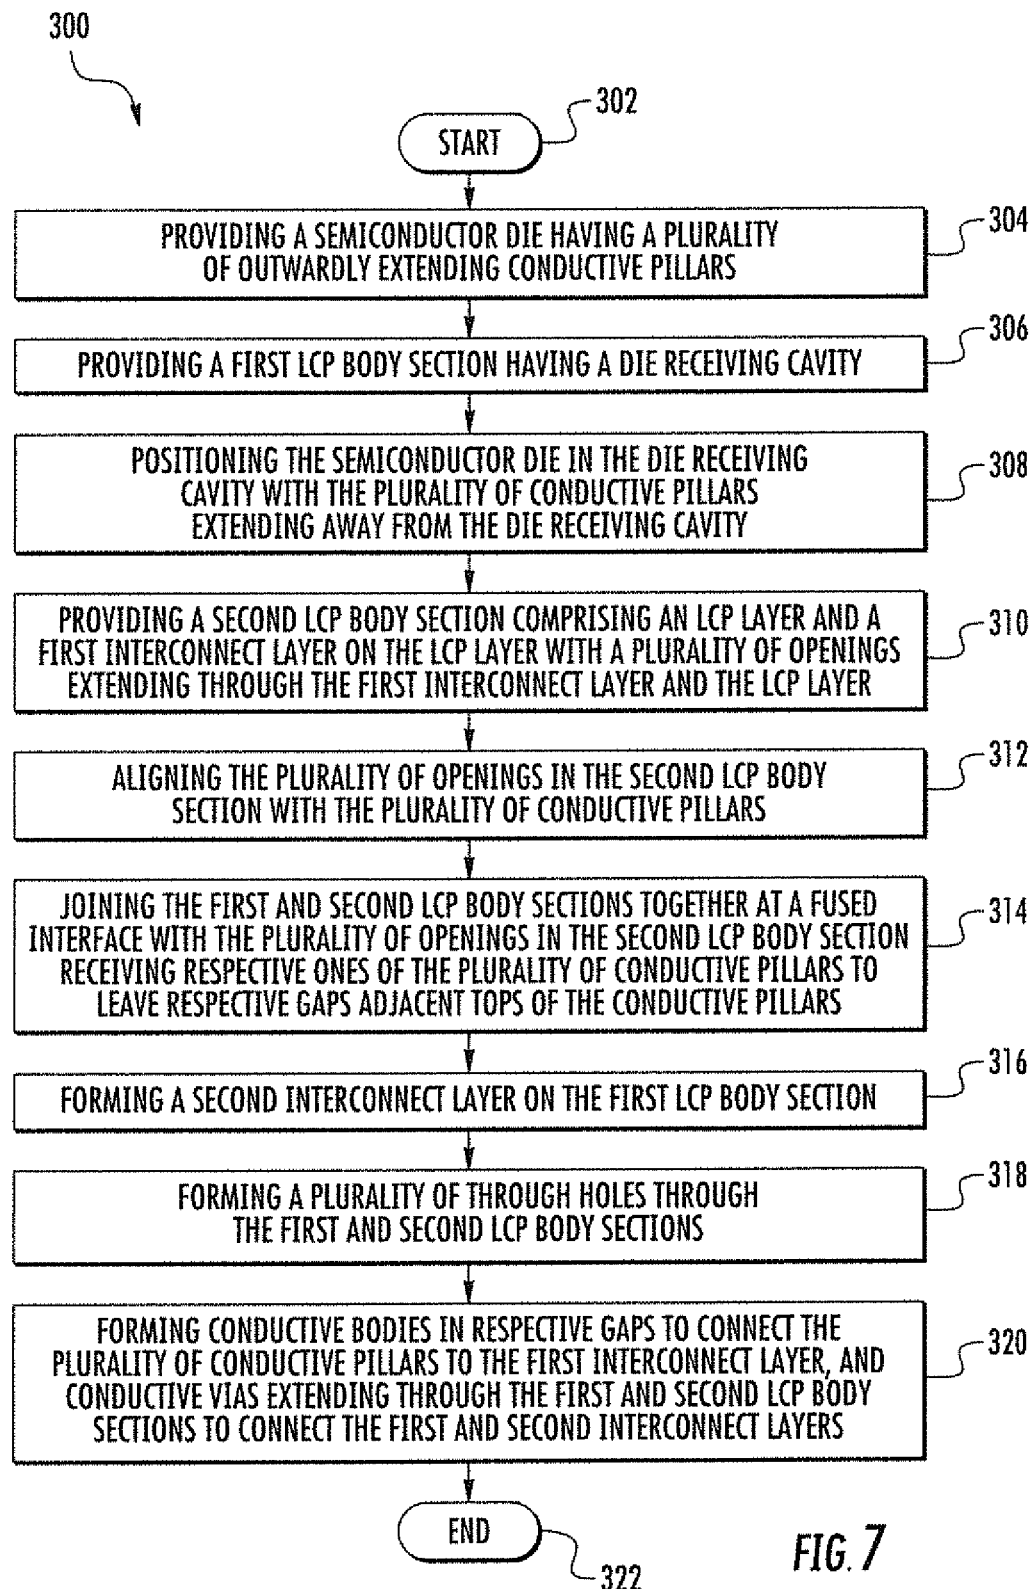 300
302
START
304
PROVIDING A SEMICONDUCTOR DIE HAVING A PLURALITY
OF OUTWARDLY EXTENDING CONDUCTIVE PILLARS
306
PROVIDING A FIRST LCP BODY SECTION HAVING A DIE RECEIVING CAVITY
308
POSITIONING THE SEMICONDUCTOR DIE IN THE DIE RECEIVING
CAVITY WITH THE PLURALITY OF CONDUCTIVE PILLARS
EXTENDING AWAY FROM THE DIE RECEIVING CAVITY
310
PROVIDING A SECOND LCP BODY SECTION COMPRISING AN LCP LAYER AND A
FIRST INTERCONNECT LAYER ON THE LCP LAYER WITH A PLURALITY OF OPENINGS
EXTENDING THROUGH THE FIRST INTERCONNECT LAYER AND THE LCP LAYER
312
ALIGNING THE PLURALITY OF OPENINGS IN THE SECOND LCP BODY
SECTION WITH THE PLURALITY OF CONDUCTIVE PILLARS
314
JOINING THE FIRST AND SECOND LCP BODY SECTIONS TOGETHER AT A FUSED
INTERFACE WITH THE PLURALITY OF OPENINGS IN THE SECOND LCP BODY SECTION
RECEIVING RESPECTIVE ONES OF THE PLURALITY OF CONDUCTIVE PILLARS TO
LEAVE RESPECTIVE GAPS ADJACENT TOPS OF THE CONDUCTIVE PILLARS
316
FORMING A SECOND INTERCONNECT LAYER ON THE FIRST LCP BODY SECTION
318
FORMING A PLURALITY OF THROUGH HOLES THROUGH
THE FIRST AND SECOND LCP BODY SECTIONS
320
FORMING CONDUCTIVE BODIES IN RESPECTIVE GAPS TO CONNECT THE
PLURALITY OF CONDUCTIVE PILLARS TO THE FIRST INTERCONNECT LAYER, AND
CONDUCTIVE VIAS EXTENDING THROUGH THE FIRST AND SECOND LCP BODY
SECTIONS TO CONNECT THE FIRST AND SECOND INTERCONNECT LAYERS
END
322
FIG. 7